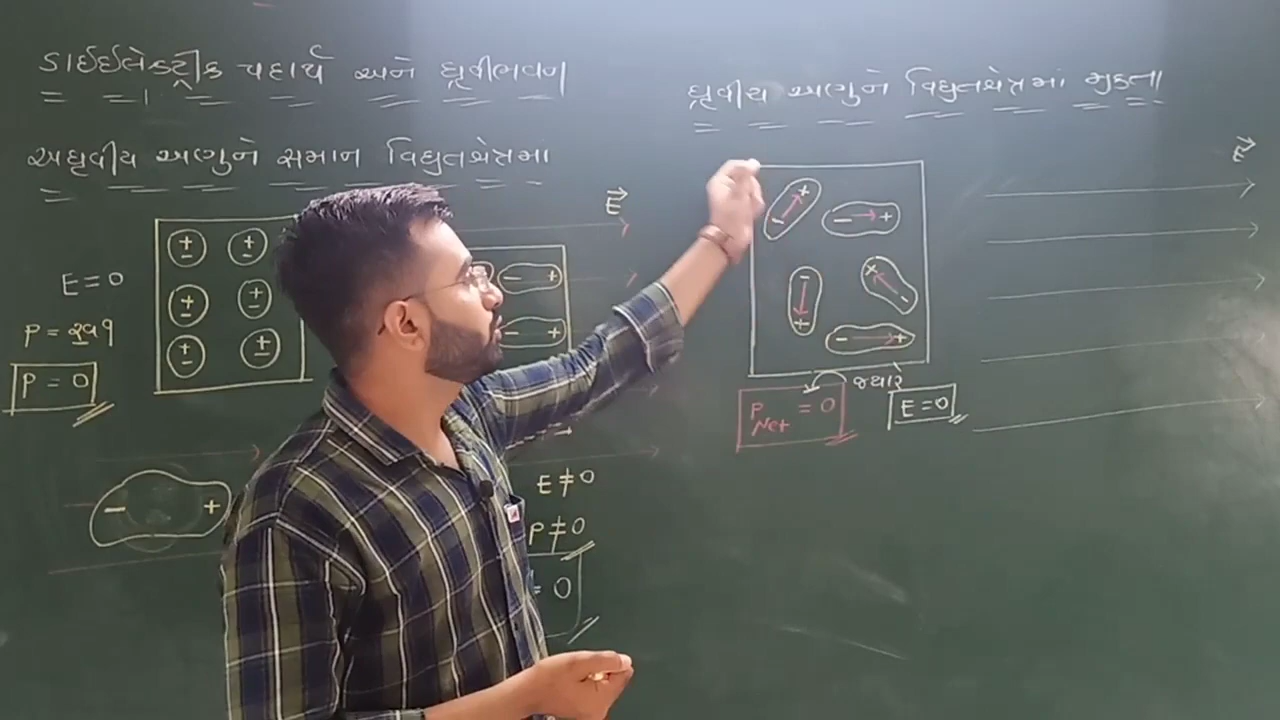 ડાઈઈલેક્ટ્રીક પદાર્થ અને ધ્રૂવીભવન
અધ્રૂવીય અણુને સમાન વિદ્યુતક્ષેત્રમાં
E⃗
E = 0
P = શૂન્ય
P = 0
+ −
+ −
+ −
+ −
+ −
+ −
− +
− +
− +
E ≠ 0
P ≠ 0
= 0
ધ્રૂવીય અણુને વિદ્યુતક્ષેત્રમાં મુકતા
E⃗
− +
− +
− +
+ −
− +
જ્યારે
P Net = 0
E = 0